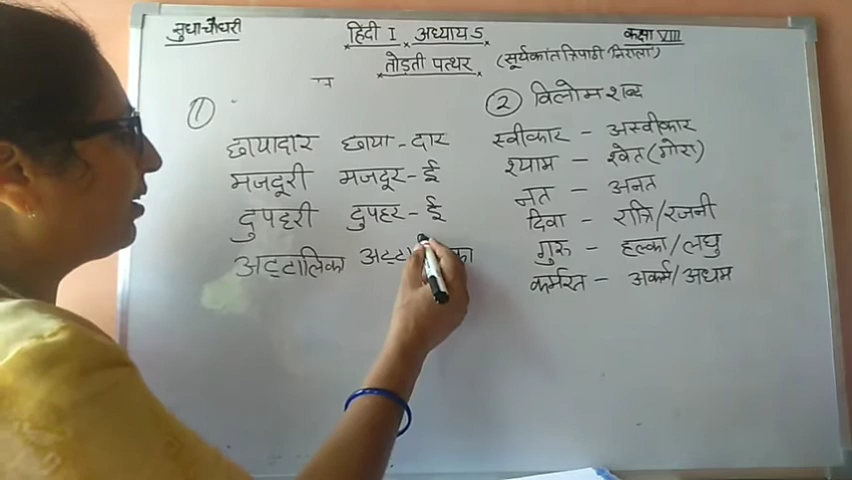 सुधा चौधरी
हिंदी I अध्याय 5
कक्षा VIII
तोड़ती पत्थर (सूर्यकांत त्रिपाठी निराला)
1
छायादार छाया - दार
मजदूरी मजदूर - ई
दुपहरी दुपहर - ई
अट्टालिका
2 विलोम शब्द
स्वीकार - अस्वीकार
श्याम - श्वेत (गोरा)
नत - अनत
दिवा - रात्रि/रजनी
गुरु - हल्का/लघु
कर्मरत - अकर्म/अधम